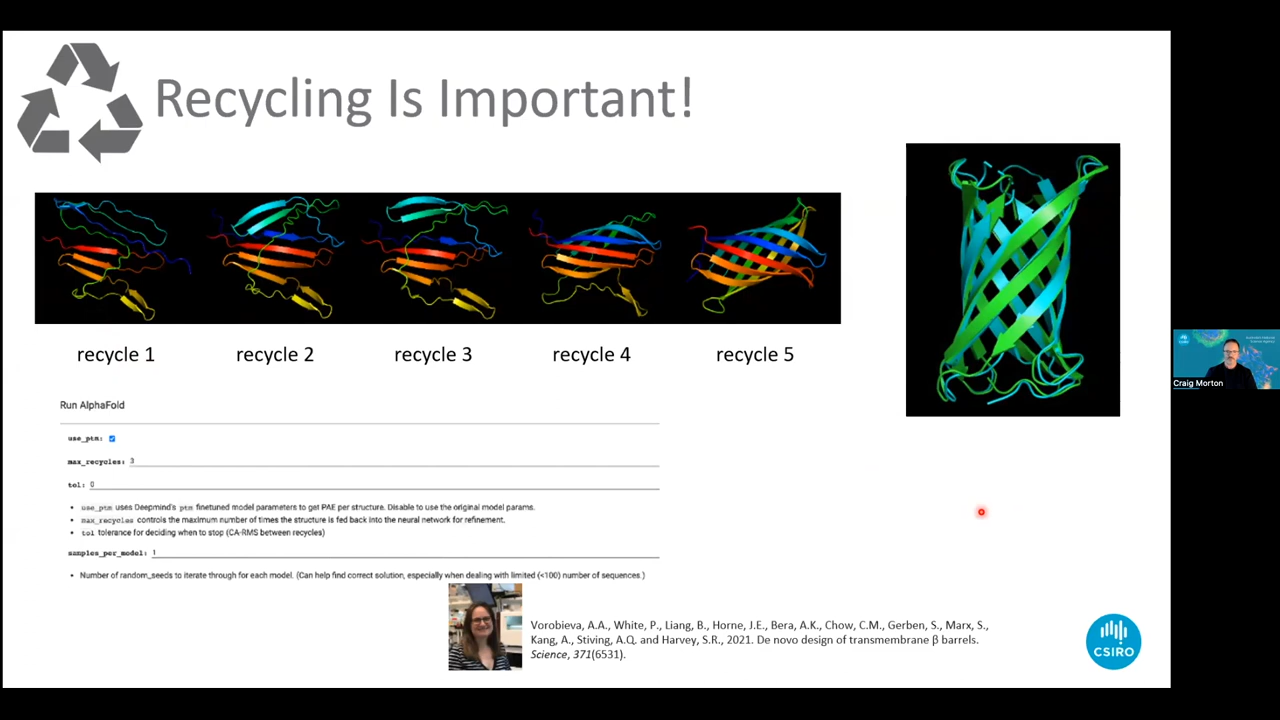 Recycling Is Important!
recycle 1
recycle 2
recycle 3
recycle 4
recycle 5
Run AlphaFold
use_ptm:
max_recycles: 3
tol: 0
• use_ptm uses Deepmind's ptm finetuned model parameters to get PAE per structure. Disable to use the original model params.
• max_recycles controls the maximum number of times the structure is fed back into the neural network for refinement.
• tol tolerance for deciding when to stop (CA-RMS between recycles)
samples_per_model: 1
• Number of random_seeds to iterate through for each model. (Can help find correct solution, especially when dealing with limited (<100) number of sequences.)
Vorobieva, A.A., White, P., Liang, B., Horne, J.E., Bera, A.K., Chow, C.M., Gerben, S., Marx, S.,
Kang, A., Stiving, A.Q. and Harvey, S.R., 2021. De novo design of transmembrane β barrels.
Science, 371(6531).
CSIRO
Craig Morton